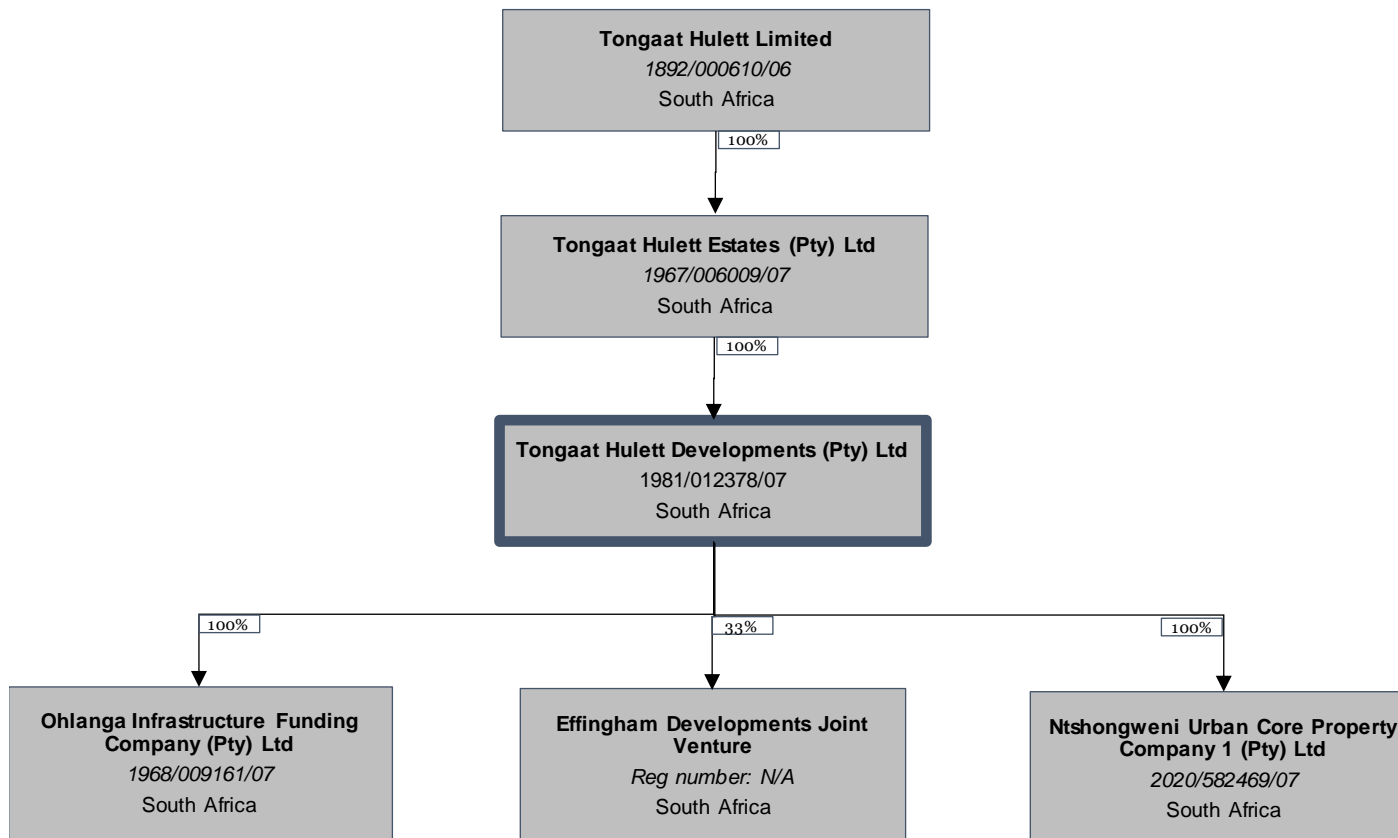 Tongaat Hulett Limited
1892/000610/06
South Africa
100%
Tongaat Hulett Estates (Pty) Ltd
1967/006009/07
South Africa
100%
Tongaat Hulett Developments (Pty) Ltd
1981/012378/07
South Africa
100%
33%
100%
Ohlanga Infrastructure Funding
Company (Pty) Ltd
1968/009161/07
South Africa
Effingham Developments Joint
Venture
Reg number: N/A
South Africa
Ntshongweni Urban Core Property
Company 1 (Pty) Ltd
2020/582469/07
South Africa